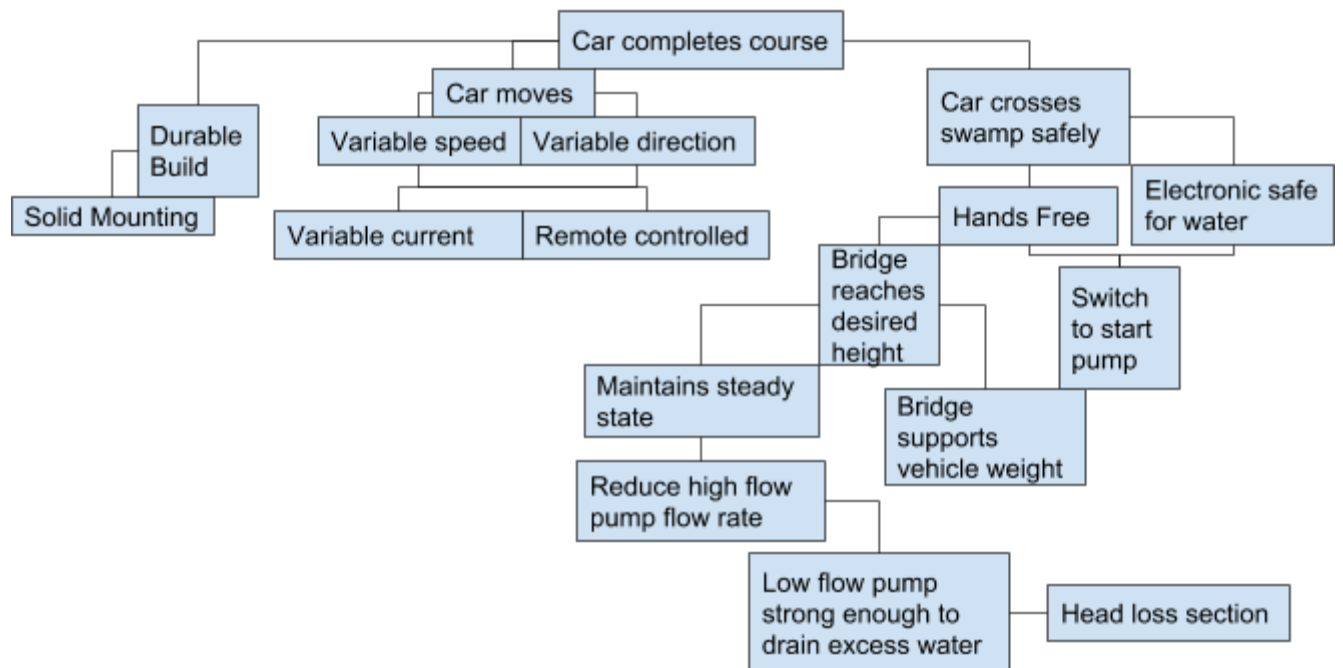 Car completes course
Car moves
Car crosses
swamp safely
Durable
Build
Variable speed
Variable direction
Solid Mounting
Electronic safe
for water
Hands Free
Variable current
Remote controlled
Bridge
reaches
desired
height
Switch
to start
pump
Maintains steady
state
Bridge
supports
vehicle weight
Reduce high flow
pump flow rate
Low flow pump
strong enough to
drain excess water
Head loss section